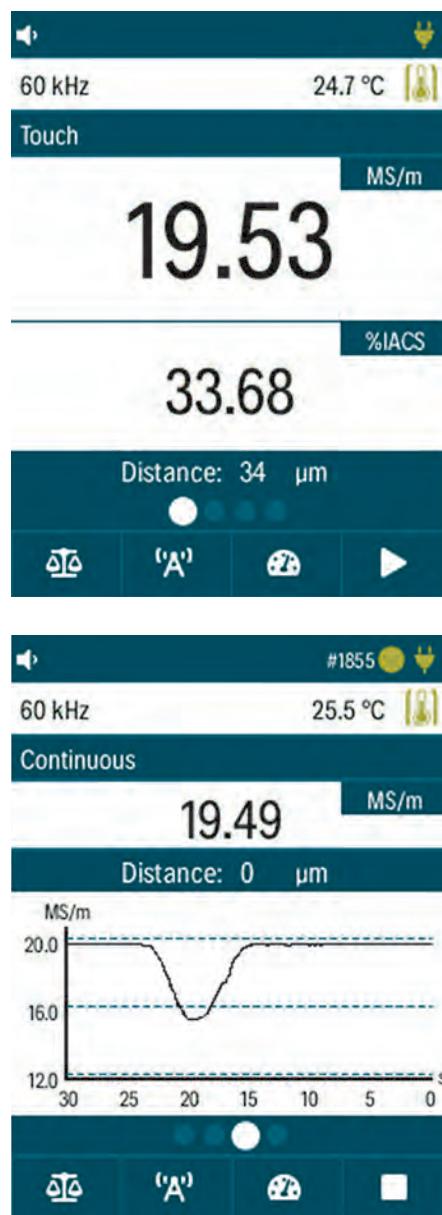 60 kHz 24.7 °C
Touch
MS/m
19.53
%IACS
33.68
Distance: 34 µm
A
#1855
60 kHz 25.5 °C
Continuous
MS/m
19.49
Distance: 0 µm
MS/m
20.0
16.0
12.0
s
30 25 20 15 10 5 0
A